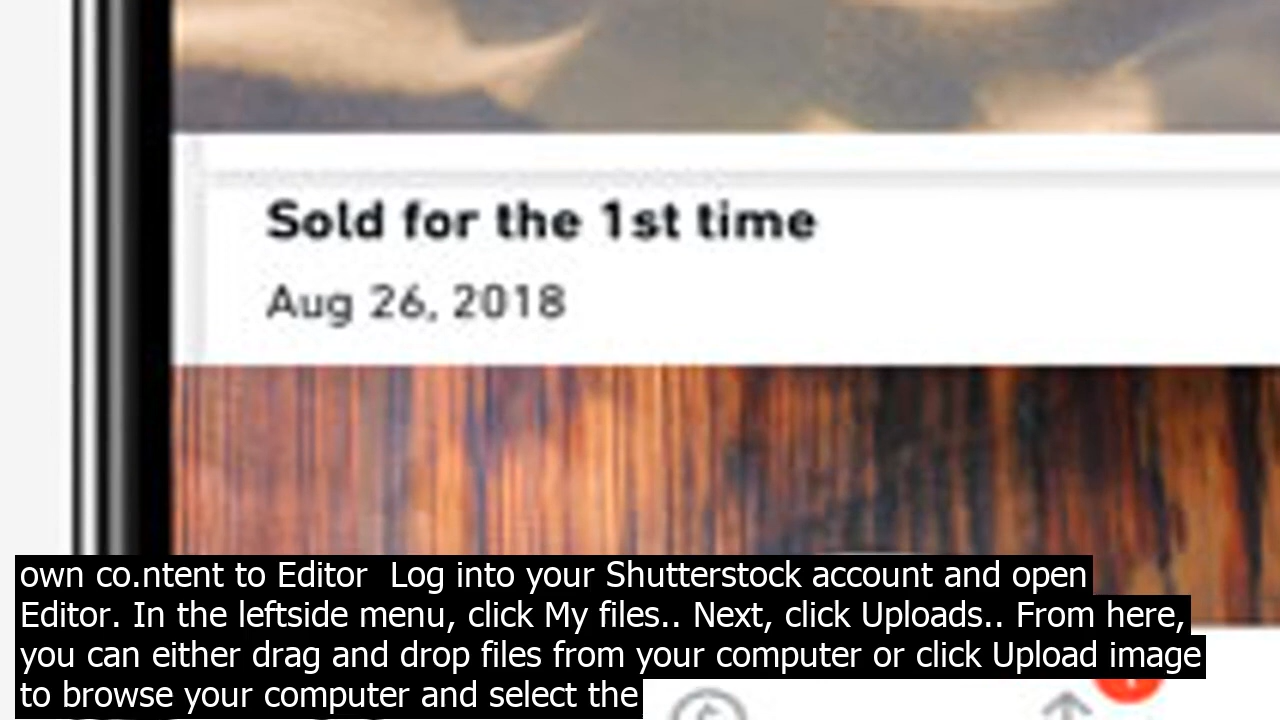 Sold for the 1st time
Aug 26, 2018
own co.ntent to Editor  Log into your Shutterstock account and open
Editor. In the leftside menu, click My files.. Next, click Uploads.. From here,
you can either drag and drop files from your computer or click Upload image
to browse your computer and select the